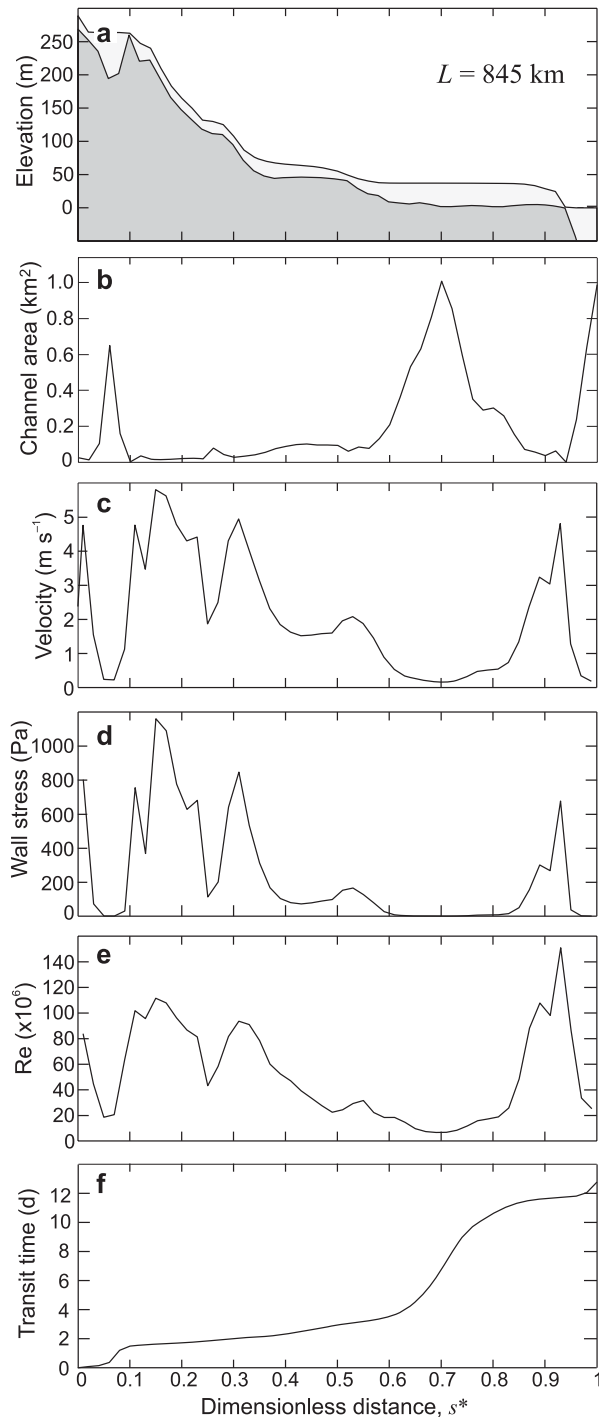 a
L = 845 km
Elevation (m)
250
200
150
100
50
0
b
Channel area (km²)
1.0
0.8
0.6
0.4
0.2
0
c
Velocity (m s⁻¹)
5
4
3
2
1
0
d
Wall stress (Pa)
1000
800
600
400
200
0
e
Re (x10⁶)
140
120
100
80
60
40
20
0
f
Transit time (d)
12
10
8
6
4
2
0
0 0.1 0.2 0.3 0.4 0.5 0.6 0.7 0.8 0.9 1
Dimensionless distance, s*